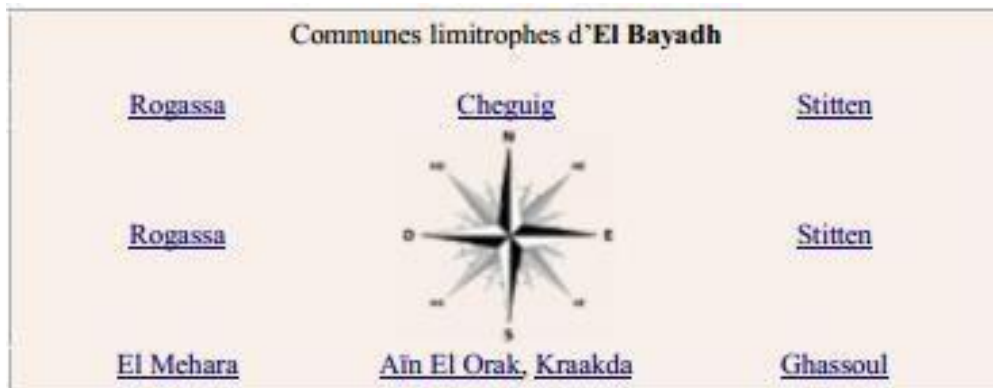 Communes limitrophes d'El Bayadh
Rogassa Cheguig Stitten
N
Rogassa O E Stitten
S
El Mehara Aïn El Orak, Kraakda Ghassoul